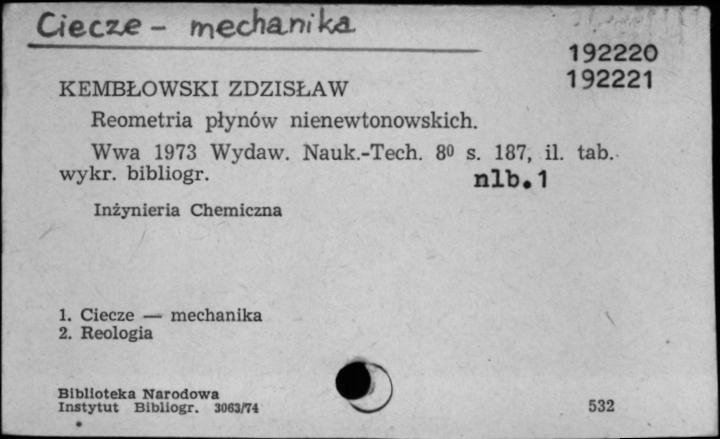 Ciecze - mechanika
192220
192221
KEMBŁOWSKI ZDZISŁAW
Reometria płynów nienewtonowskich.
Wwa 1973 Wydaw. Nauk.-Tech. 8⁰ s. 187, il. tab.
wykr. bibliogr. nlb.1
Inżynieria Chemiczna
1. Ciecze — mechanika
2. Reologia
Biblioteka Narodowa
Instytut Bibliogr. 3063/74
532